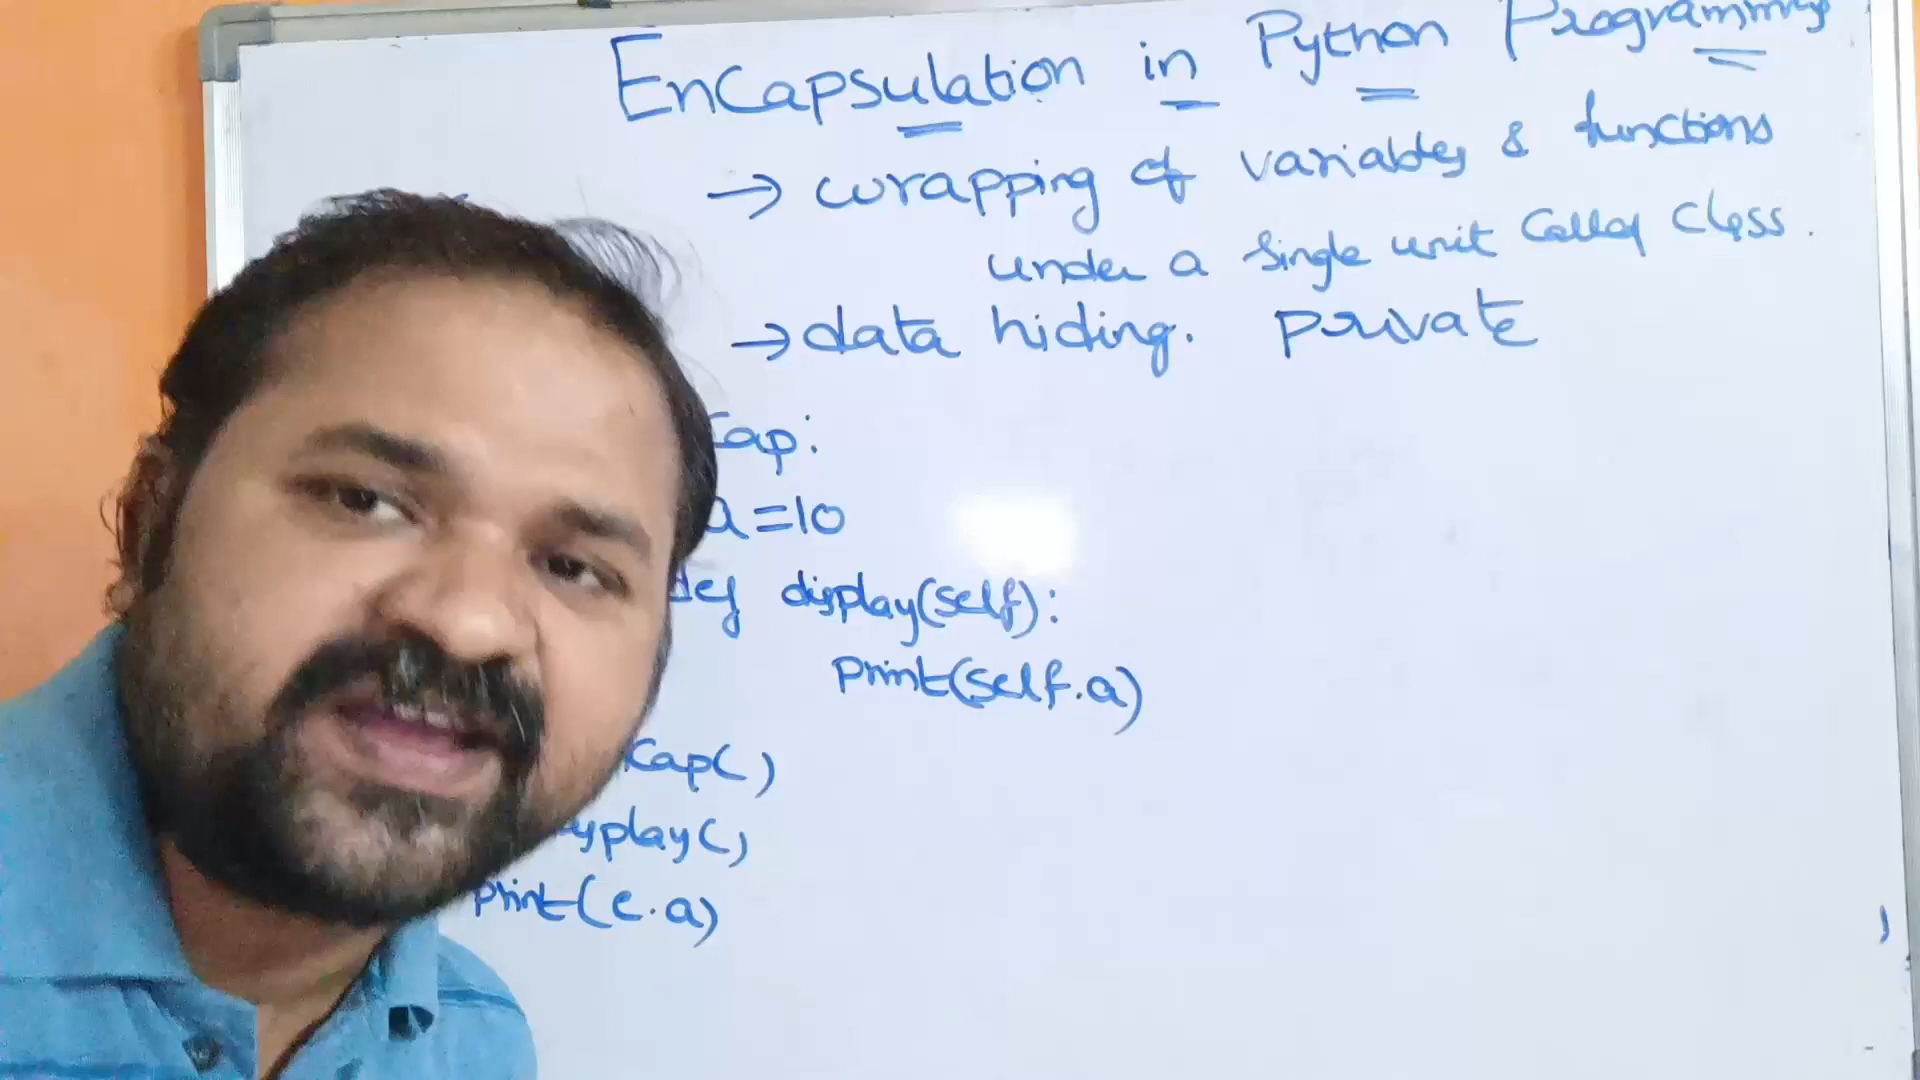 Encapsulation in Python Programming
→ wrapping of variables & functions
under a single unit called class.
→ data hiding. private
cap:
a=10
def display(self):
print(self.a)
cap()
play()
print(e.a)